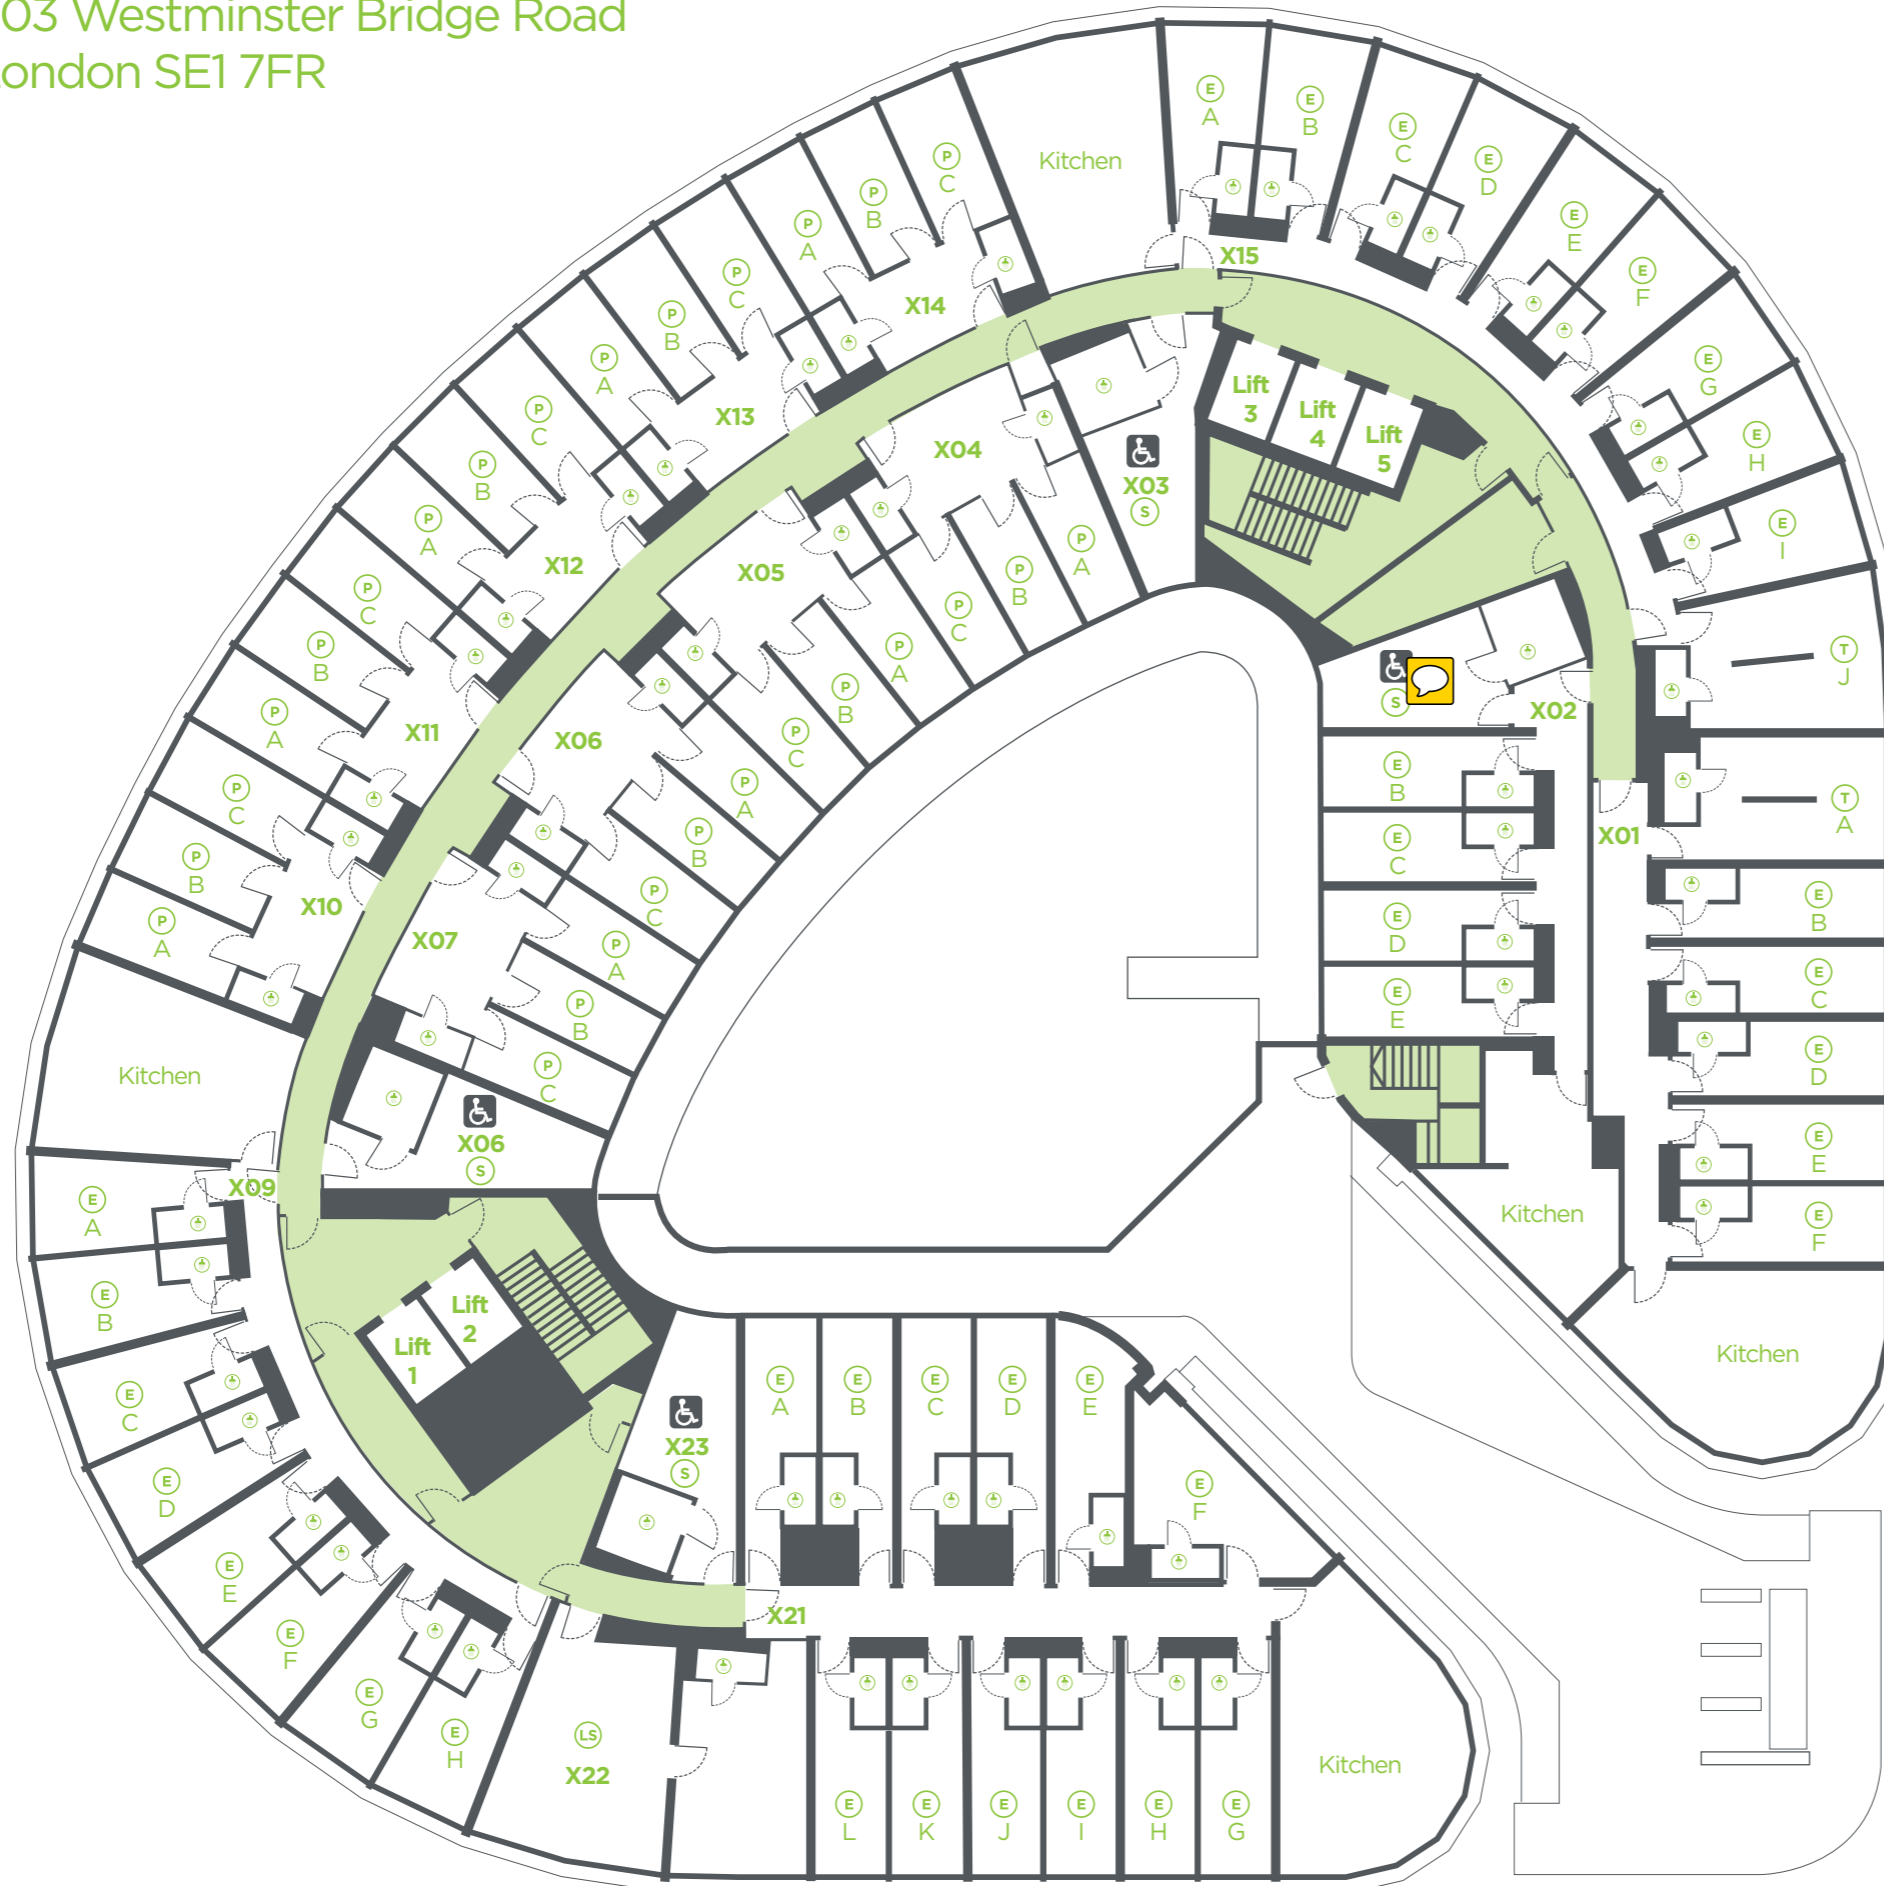 03 Westminster Bridge Road
ondon SE1 7FR
Kitchen
E A
E B
E C
E D
E E
E F
E G
E H
E I
T J
X15
P A
P B
P C
X14
P A
P B
P C
X13
P A
P B
P C
X12
P A
P B
P C
X11
P A
P B
P C
X10
Kitchen
Lift 3
Lift 4
Lift 5
X03
S
X04
P A
P B
P C
X05
P A
P B
P C
X06
P A
P B
P C
X07
P A
P B
P C
X06
S
S
X02
E B
E C
E D
E E
Kitchen
X01
T A
E B
E C
E D
E E
E F
Kitchen
X09
E A
E B
E C
E D
E E
E F
E G
E H
Lift 2
Lift 1
X23
S
LS
X22
X21
E A
E B
E C
E D
E E
E F
E L
E K
E J
E I
E H
E G
Kitchen